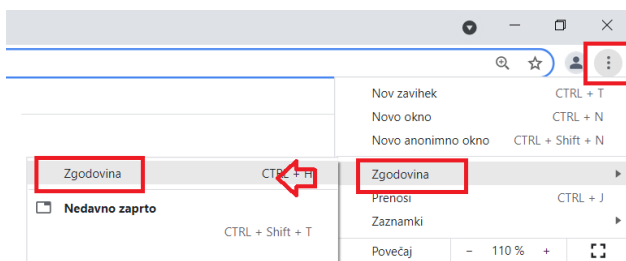 Nov zavihek CTRL + T
Novo okno CTRL + N
Novo anonimno okno CTRL + Shift + N
Zgodovina
Prenosi CTRL + J
Zaznamki
Povečaj - 110 % +
Zgodovina CTRL + H
Nedavno zaprto
CTRL + Shift + T